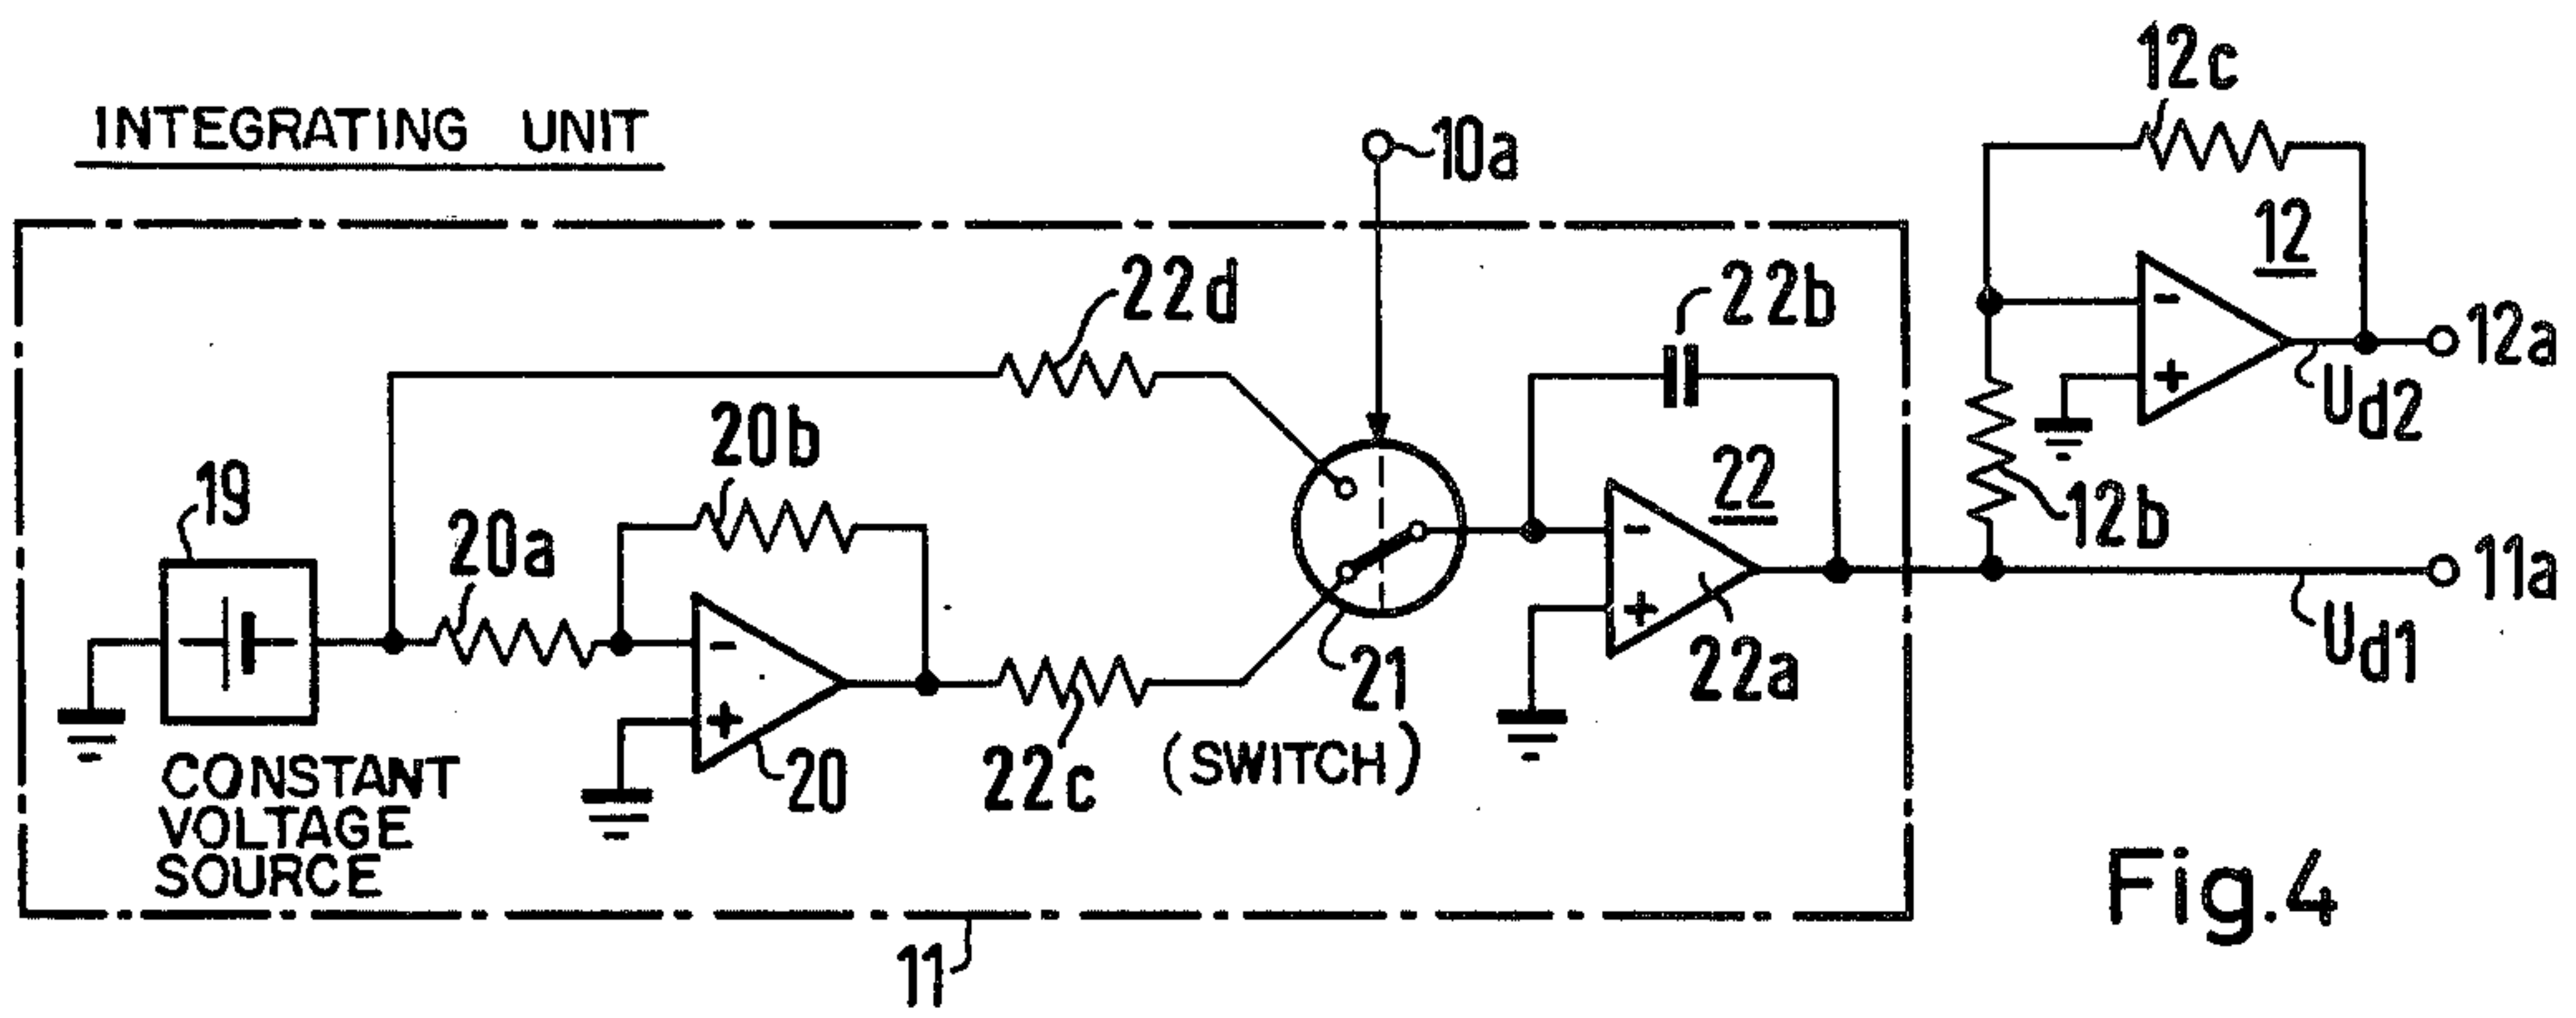 INTEGRATING UNIT
10a
12c
12
12a
Ud2
12b
11a
Ud1
22d
22b
22
22a
20b
20a
19
20
22c
21
(SWITCH)
CONSTANT
VOLTAGE
SOURCE
11
Fig.4
-
+
-
+
-
+